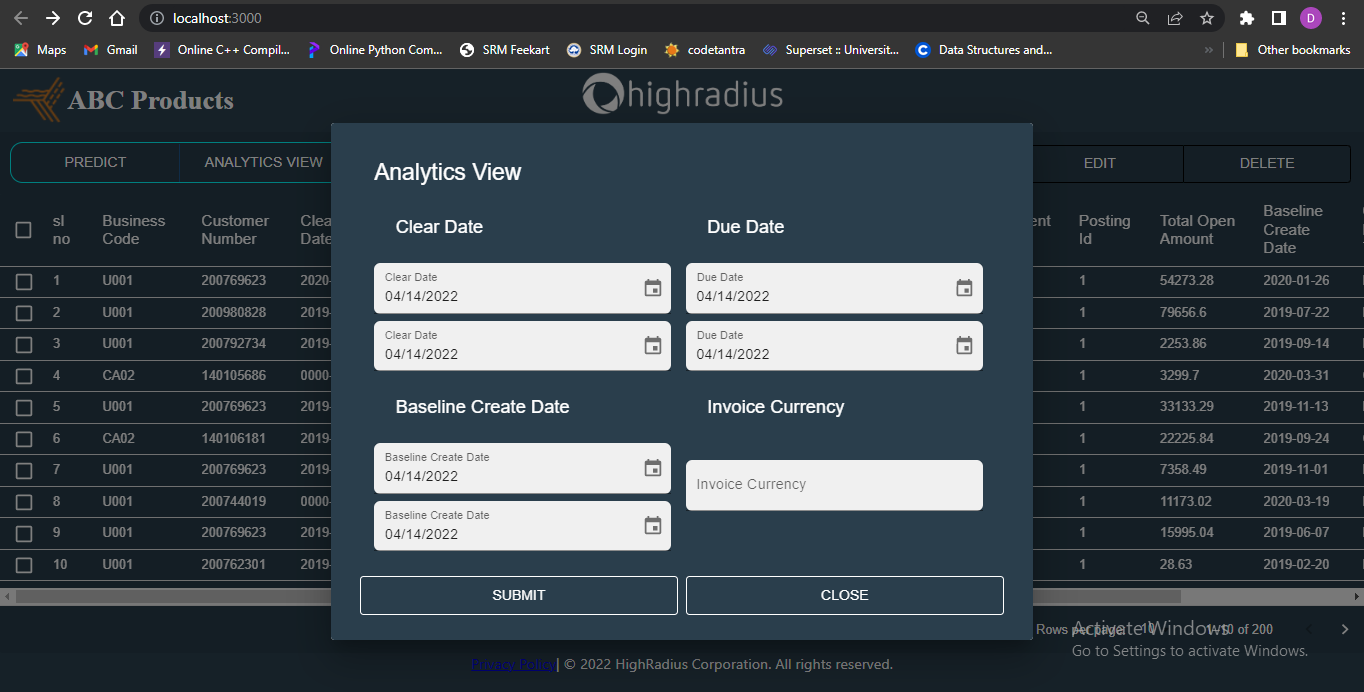 localhost:3000
D
Maps Gmail Online C++ Compil... Online Python Com... SRM Feekart SRM Login codetantra Superset :: Universit... Data Structures and... » Other bookmarks
ABC Products
highradius
PREDICT ANALYTICS VIEW EDIT DELETE
sl no Business Code Customer Number Clea Date ent Posting Id Total Open Amount Baseline Create Date
1 U001 200769623 2020- 1 54273.28 2020-01-26
2 U001 200980828 2019- 1 79656.6 2019-07-22
3 U001 200792734 2019- 1 2253.86 2019-09-14
4 CA02 140105686 0000- 1 3299.7 2020-03-31
5 U001 200769623 2019- 1 33133.29 2019-11-13
6 CA02 140106181 2019- 1 22225.84 2019-09-24
7 U001 200769623 2019- 1 7358.49 2019-11-01
8 U001 200744019 0000- 1 11173.02 2020-03-19
9 U001 200769623 2019- 1 15995.04 2019-06-07
10 U001 200762301 2019- 1 28.63 2019-02-20
Analytics View
Clear Date Due Date
Clear Date Due Date
04/14/2022 04/14/2022
Clear Date Due Date
04/14/2022 04/14/2022
Baseline Create Date Invoice Currency
Baseline Create Date
04/14/2022
Invoice Currency
Baseline Create Date
04/14/2022
SUBMIT CLOSE
Rows per page: 10 1–10 of 200
Activate Windows
Go to Settings to activate Windows.
Privacy Policy| © 2022 HighRadius Corporation. All rights reserved.